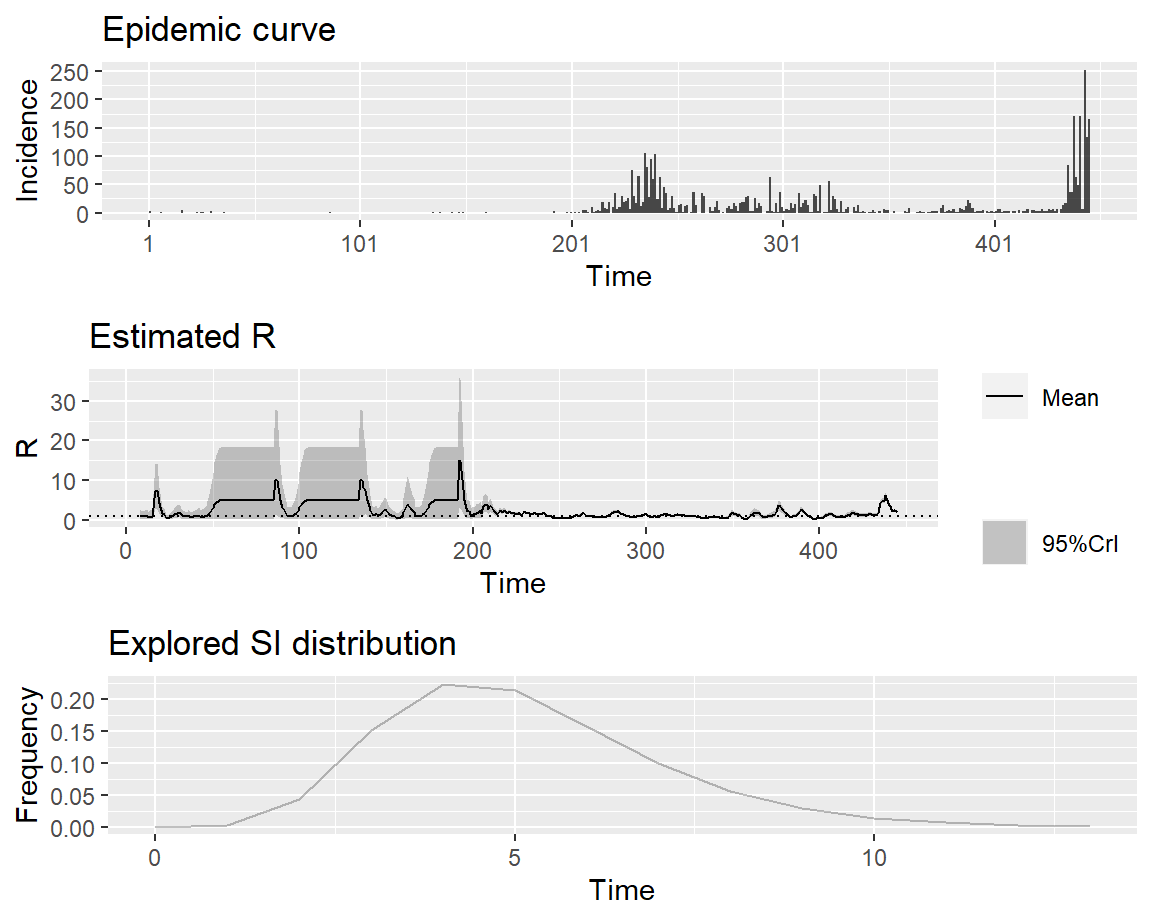 Epidemic curve
250
200
150
100
50
0
Incidence
1 101 201 301 401
Time
Estimated R
30
20
10
0
R
0 100 200 300 400
Time
Mean
95%CrI
Explored SI distribution
0.20
0.15
0.10
0.05
0.00
Frequency
0 5 10
Time